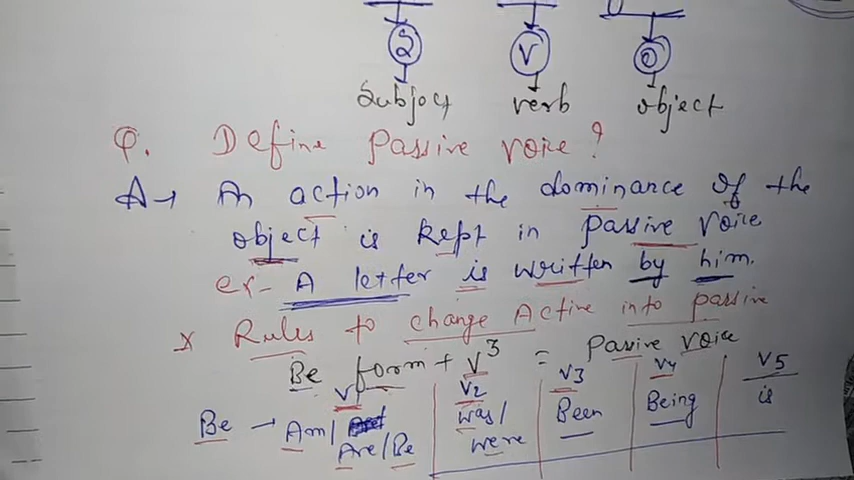 S V O
Subject verb object
Q. Define Passive Voice?
A→ An action in the dominance of the
object is kept in passive voice
ex- A letter is written by him.
x Rules to change Active into passive
Be form + V3 = Passive voice
V V2 V3 V4 V5
Be → Am/ was/ Been Being is
Are/Be were